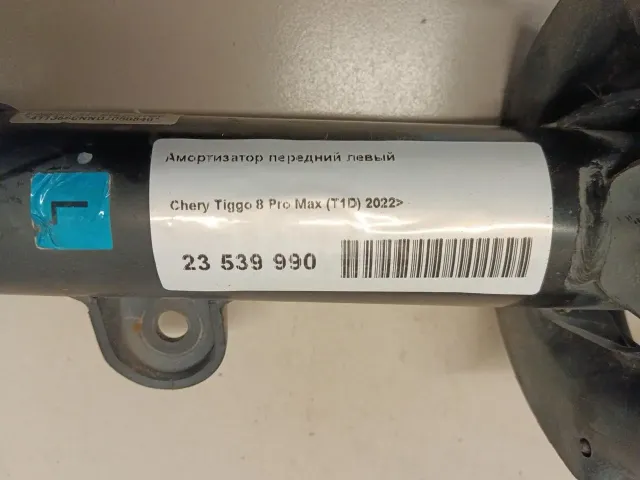 Амортизатор передний левый
Chery Tiggo 8 Pro Max (T1D) 2022>
23 539 990
L